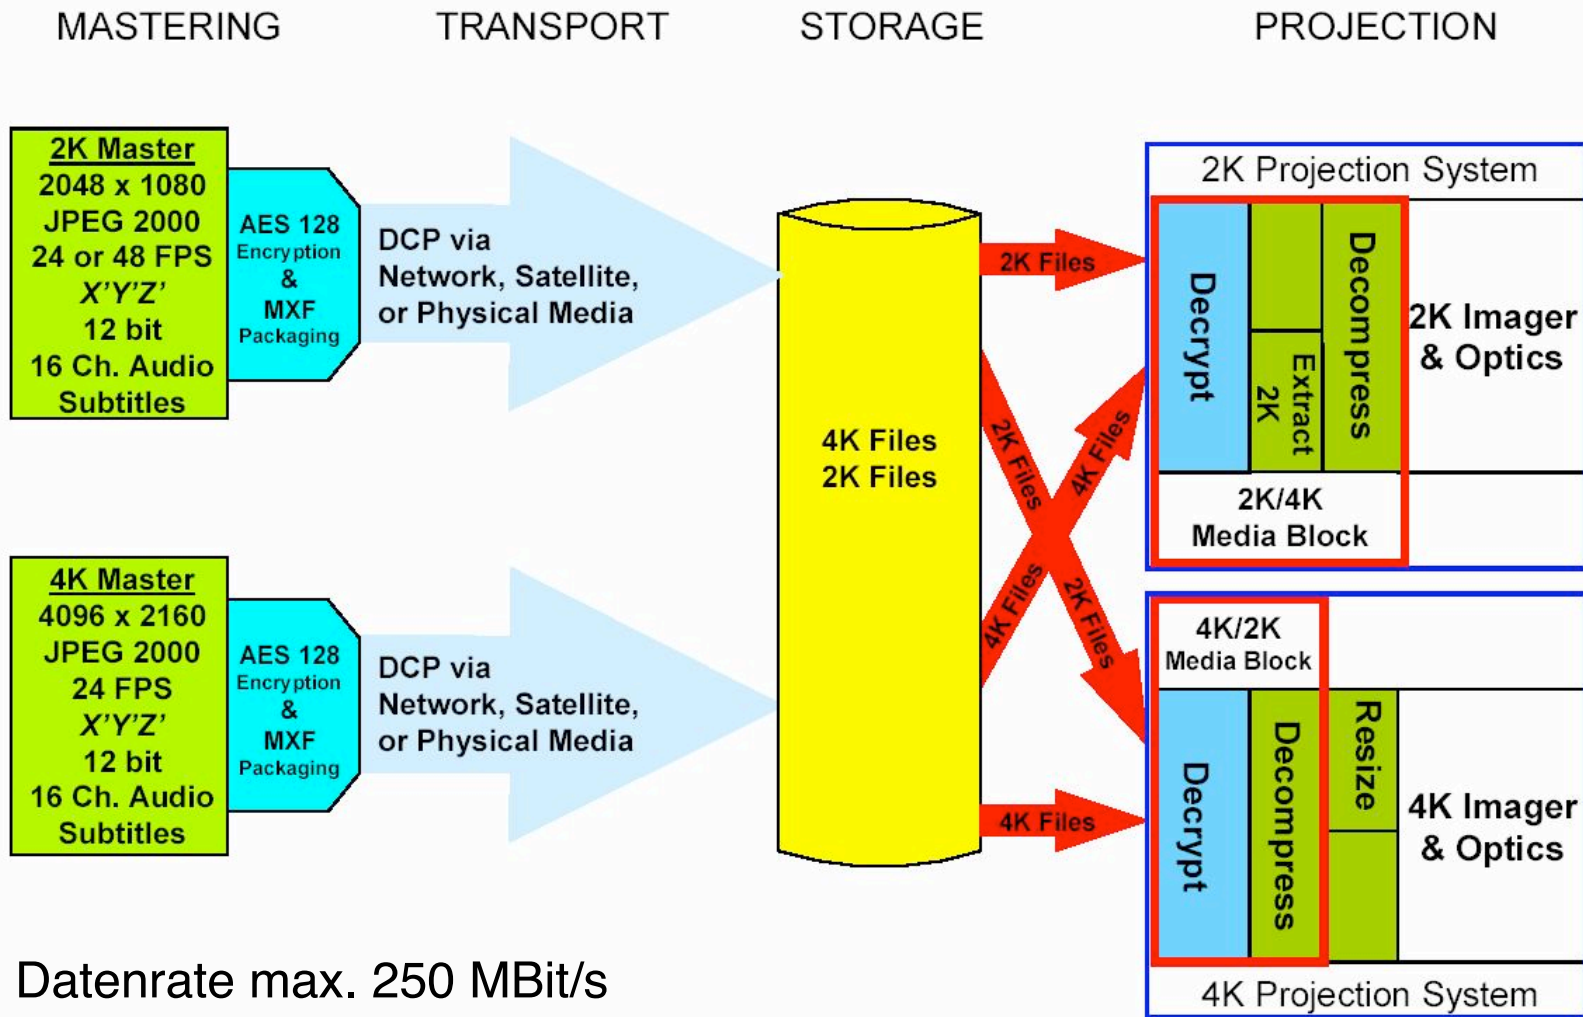 MASTERING
TRANSPORT
STORAGE
PROJECTION
2K Master
2048 x 1080
JPEG 2000
24 or 48 FPS
X’Y’Z’
12 bit
16 Ch. Audio
Subtitles
AES 128
Encryption
&
MXF
Packaging
DCP via
Network, Satellite,
or Physical Media
4K Master
4096 x 2160
JPEG 2000
24 FPS
X’Y’Z’
12 bit
16 Ch. Audio
Subtitles
AES 128
Encryption
&
MXF
Packaging
DCP via
Network, Satellite,
or Physical Media
4K Files
2K Files
2K Files
2K Files
4K Files
4K Files
2K Files
4K Files
2K Projection System
Decrypt
Extract
2K
Decompress
2K Imager
& Optics
2K/4K
Media Block
4K/2K
Media Block
Decrypt
Decompress
Resize
4K Imager
& Optics
4K Projection System
Datenrate max. 250 MBit/s